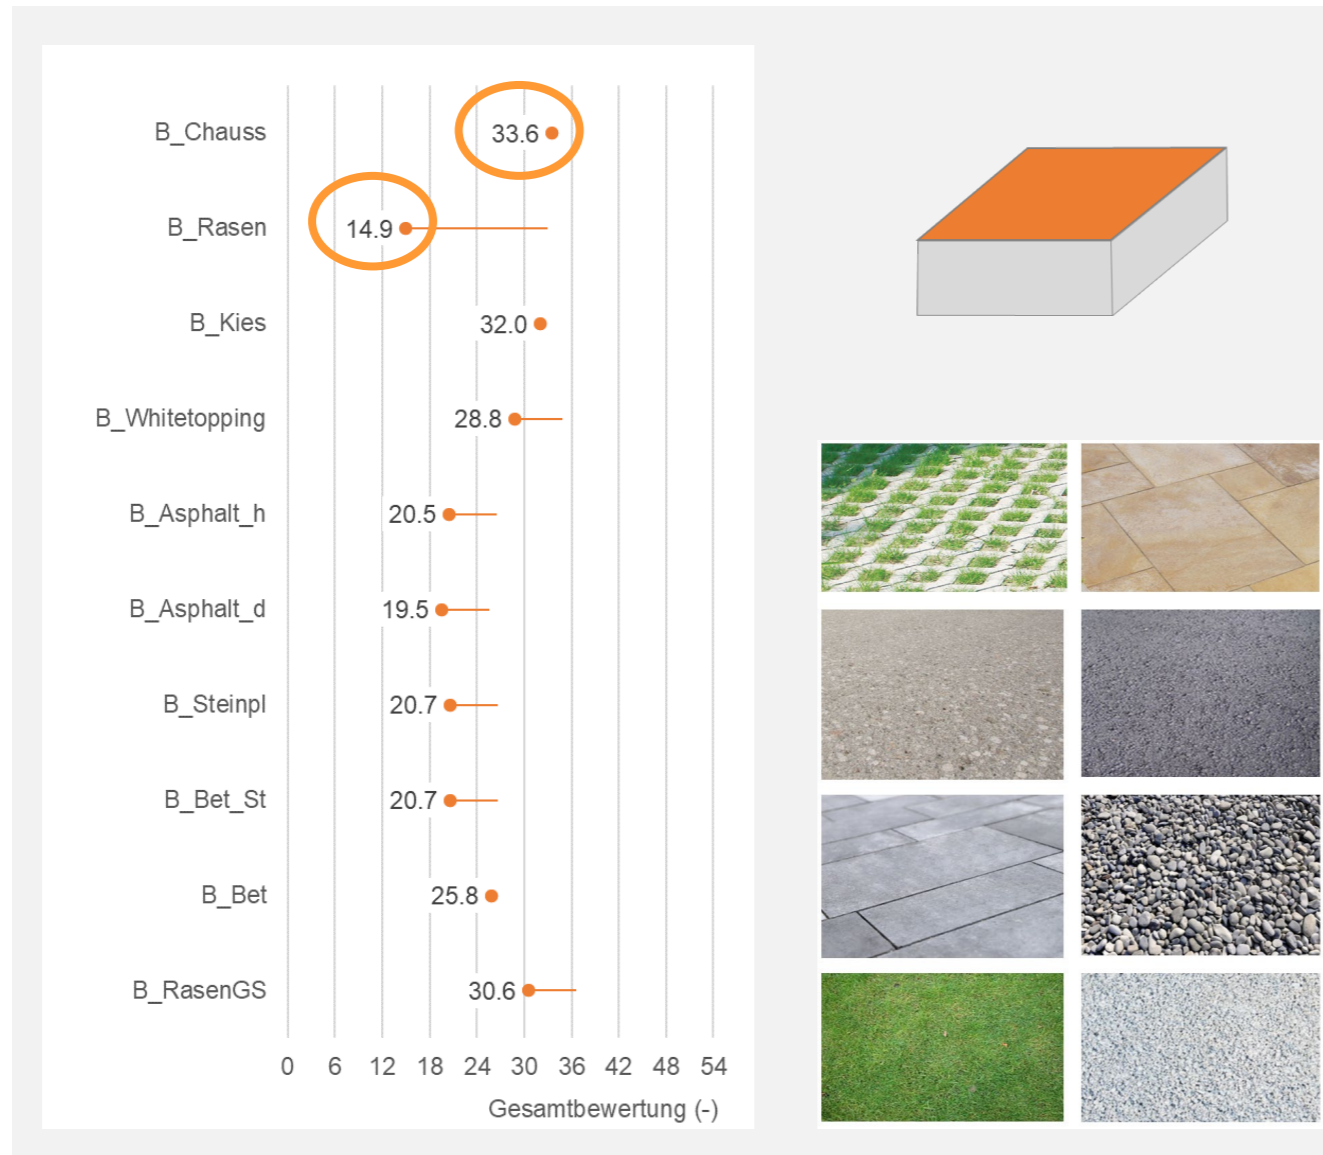 B_Chauss 33.6
B_Rasen 14.9
B_Kies 32.0
B_Whitetopping 28.8
B_Asphalt_h 20.5
B_Asphalt_d 19.5
B_Steinpl 20.7
B_Bet_St 20.7
B_Bet 25.8
B_RasenGS 30.6
0 6 12 18 24 30 36 42 48 54
Gesamtbewertung (-)